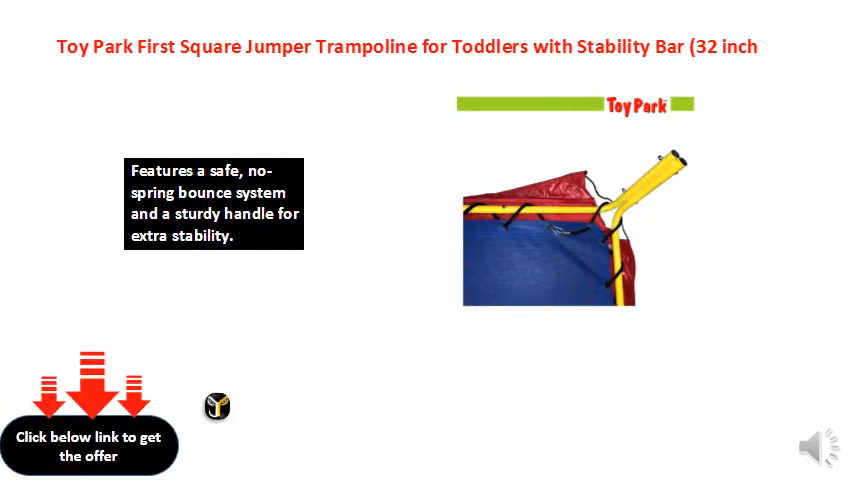 Toy Park First Square Jumper Trampoline for Toddlers with Stability Bar (32 inch
Toy Park
Features a safe, no-
spring bounce system
and a sturdy handle for
extra stability.
Click below link to get
the offer